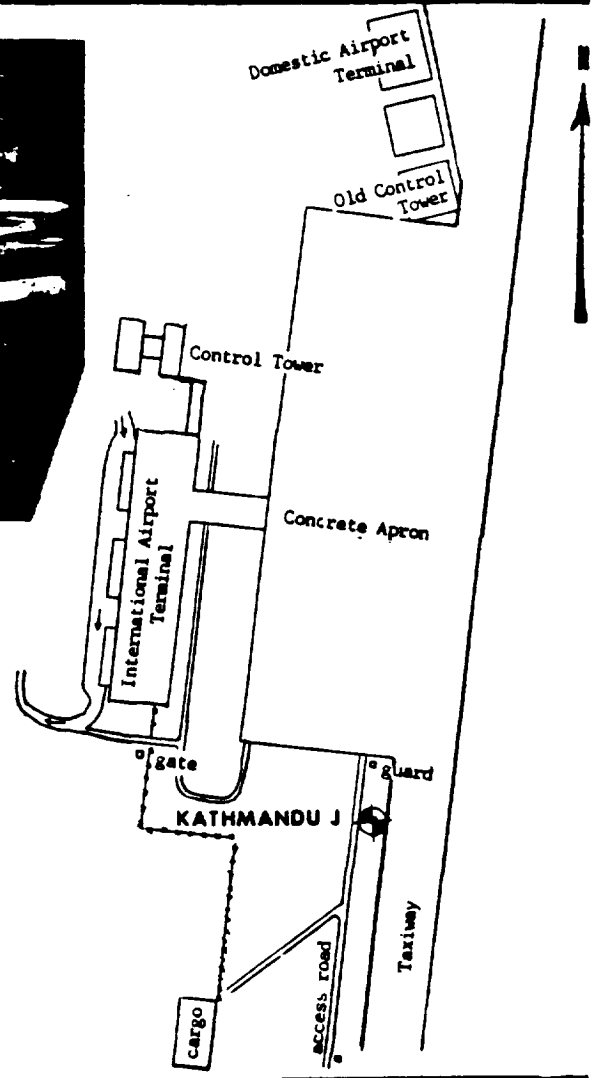 Domestic Airport
Terminal
Old Control
Tower
Control Tower
International Airport
Terminal
Concrete Apron
gate
guard
KATHMANDU J
Taxiway
access road
cargo